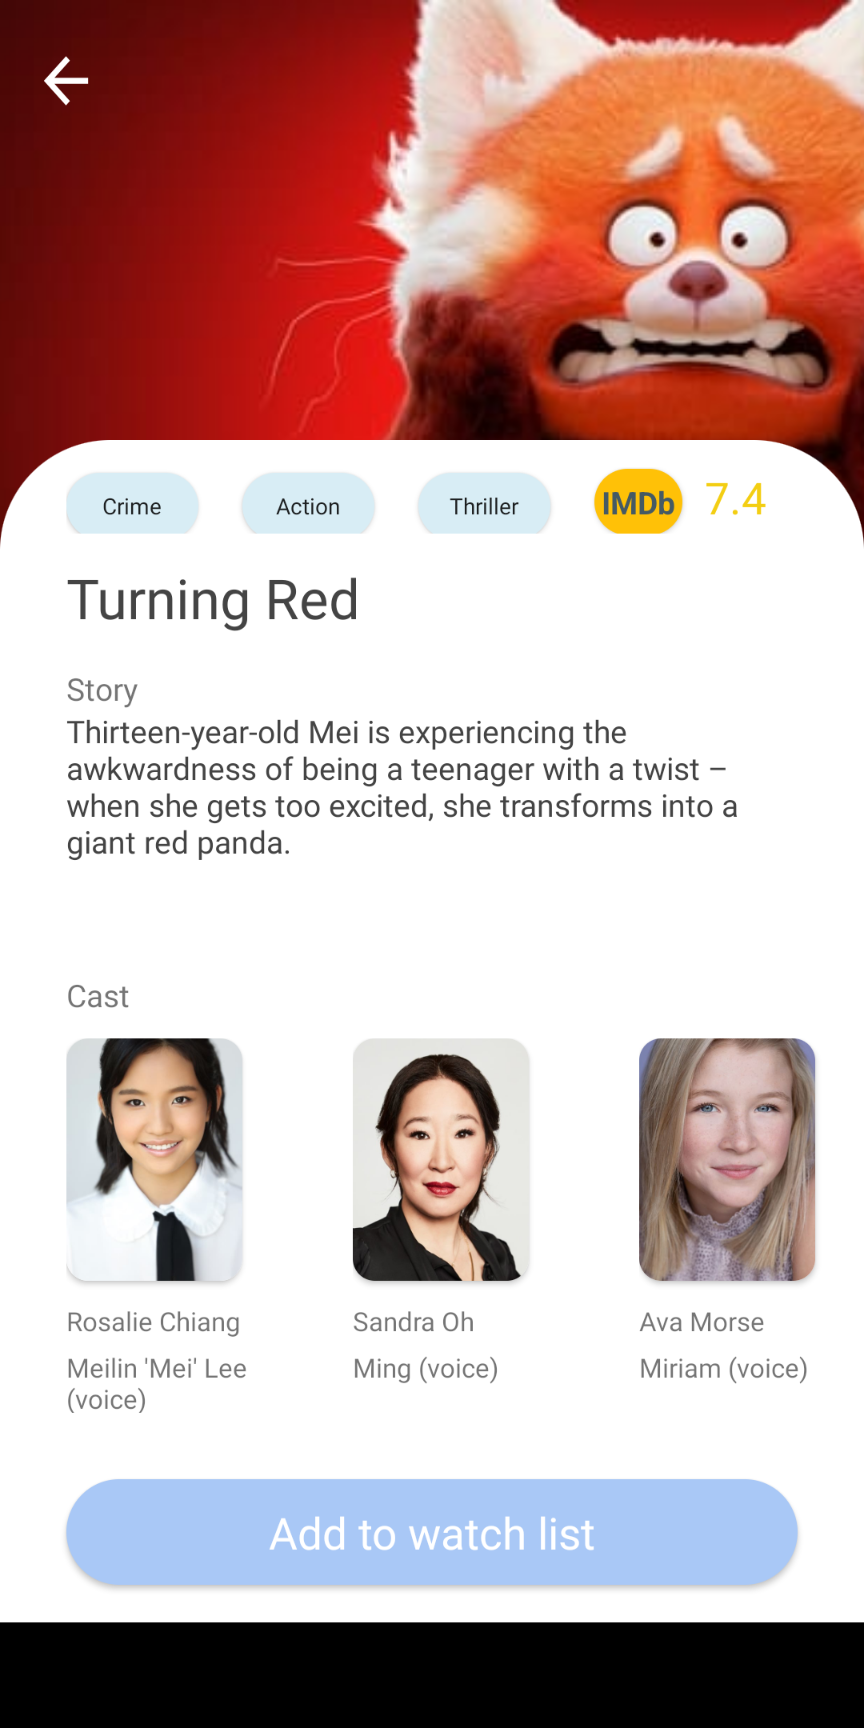 Crime
Action
Thriller
IMDb
7.4
Turning Red
Story
Thirteen-year-old Mei is experiencing the
awkwardness of being a teenager with a twist –
when she gets too excited, she transforms into a
giant red panda.
Cast
Rosalie Chiang
Meilin 'Mei' Lee
(voice)
Sandra Oh
Ming (voice)
Ava Morse
Miriam (voice)
Add to watch list